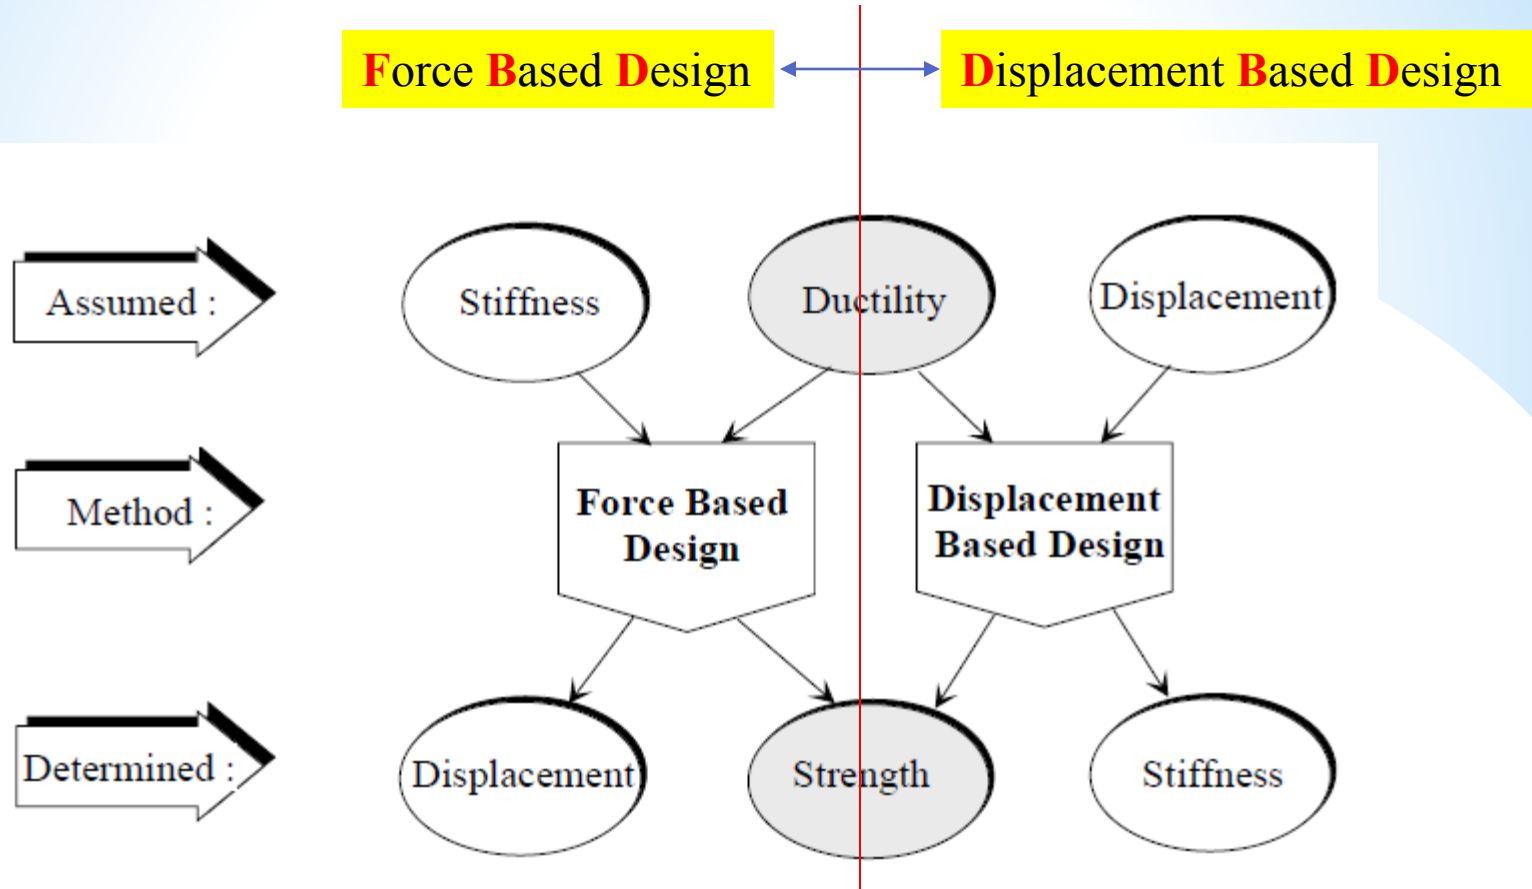 Force Based Design
Displacement Based Design
Assumed :
Stiffness
Ductility
Displacement
Method :
Force Based
Design
Displacement
Based Design
Determined :
Displacement
Strength
Stiffness